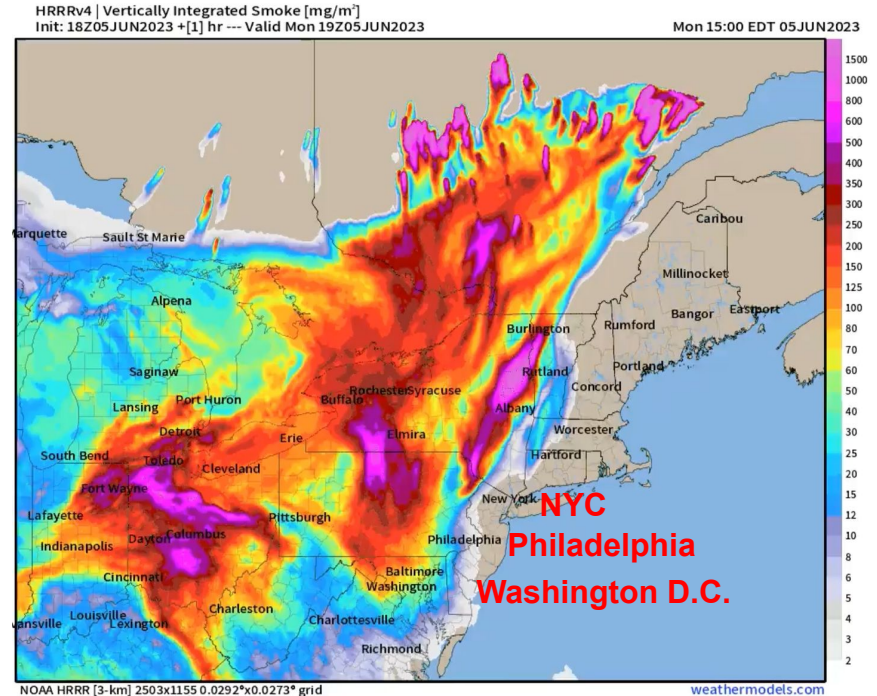 HRRRv4 | Vertically Integrated Smoke [mg/m²]
Init: 18Z05JUN2023 +[1] hr --- Valid Mon 19Z05JUN2023
Mon 15:00 EDT 05JUN2023
1500
1000
800
600
500
400
350
300
250
200
150
125
100
80
70
60
50
40
30
25
20
15
12
10
8
6
5
4
3
2
Caribou
arquette
Sault St Marie
Millinocket
Alpena
Bangor
Eastport
Burlington
Rumford
Saginaw
Rutland
Portland
Concord
Port Huron
Buffalo
Rochester
Syracuse
Lansing
Albany
Detroit
Erie
Elmira
Worcester
South Bend
Toledo
Cleveland
Hartford
Fort Wayne
New York
NYC
Lafayette
Pittsburgh
Indianapolis
Dayton
Columbus
Philadelphia
Philadelphia
Cincinnati
Baltimore
Washington
Washington D.C.
Charleston
ansville
Louisville
Lexington
Charlottesville
Richmond
NOAA HRRR [3-km] 2503x1155 0.0292°x0.0273° grid
weathermodels.com